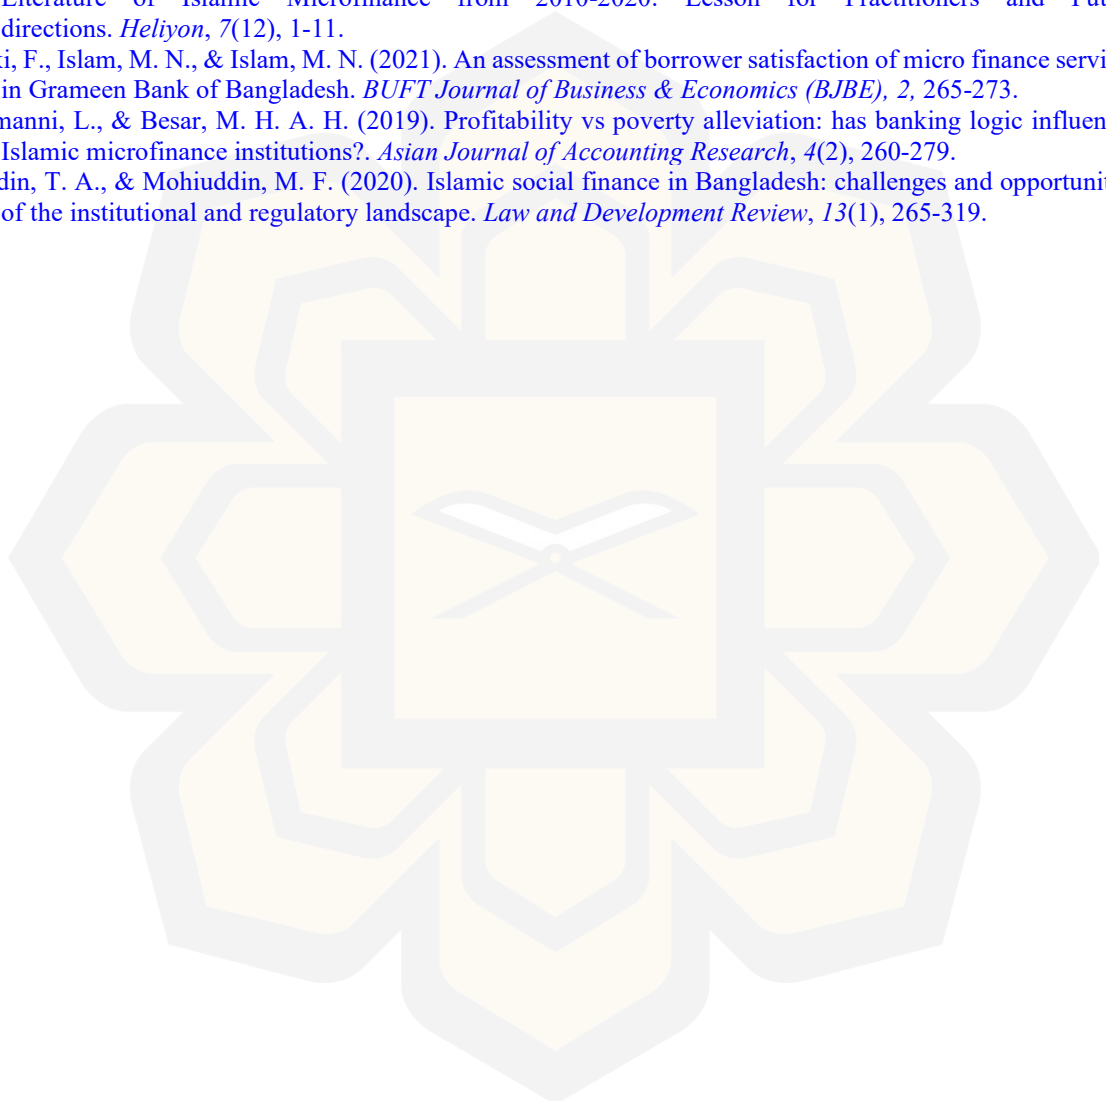 Literature of Islamic Microfinance from 2010-2020: Lesson for Practitioners and Fut
directions. Heliyon, 7(12), 1-11.
ki, F., Islam, M. N., & Islam, M. N. (2021). An assessment of borrower satisfaction of micro finance servi
in Grameen Bank of Bangladesh. BUFT Journal of Business & Economics (BJBE), 2, 265-273.
manni, L., & Besar, M. H. A. H. (2019). Profitability vs poverty alleviation: has banking logic influen
Islamic microfinance institutions?. Asian Journal of Accounting Research, 4(2), 260-279.
din, T. A., & Mohiuddin, M. F. (2020). Islamic social finance in Bangladesh: challenges and opportunit
of the institutional and regulatory landscape. Law and Development Review, 13(1), 265-319.